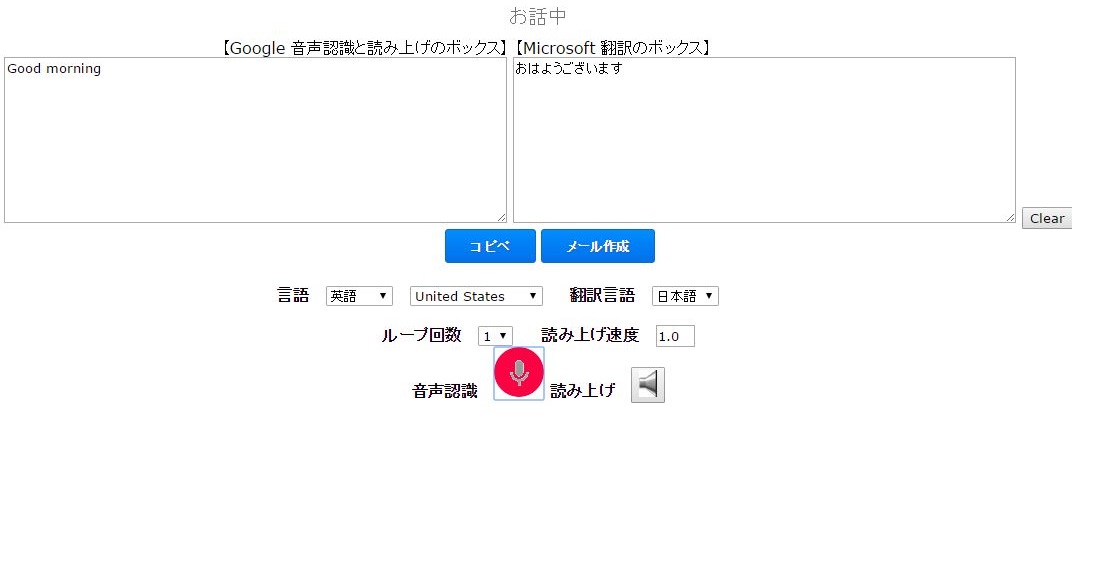 お話中
【Google 音声認識と読み上げのボックス】【Microsoft 翻訳のボックス】
Good morning
おはようございます
Clear
コピペ メール作成
言語 英語 United States 翻訳言語 日本語
ループ回数 1 読み上げ速度 1.0
音声認識 読み上げ